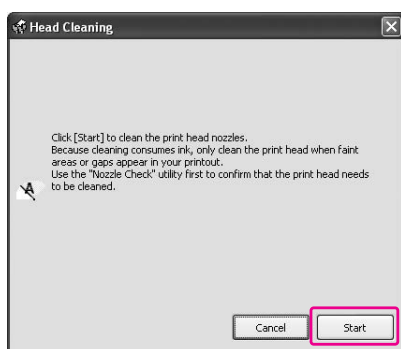 Head Cleaning
Click [Start] to clean the print head nozzles.
Because cleaning consumes ink, only clean the print head when faint
areas or gaps appear in your printout.
Use the "Nozzle Check" utility first to confirm that the print head needs
to be cleaned.
A
Cancel
Start